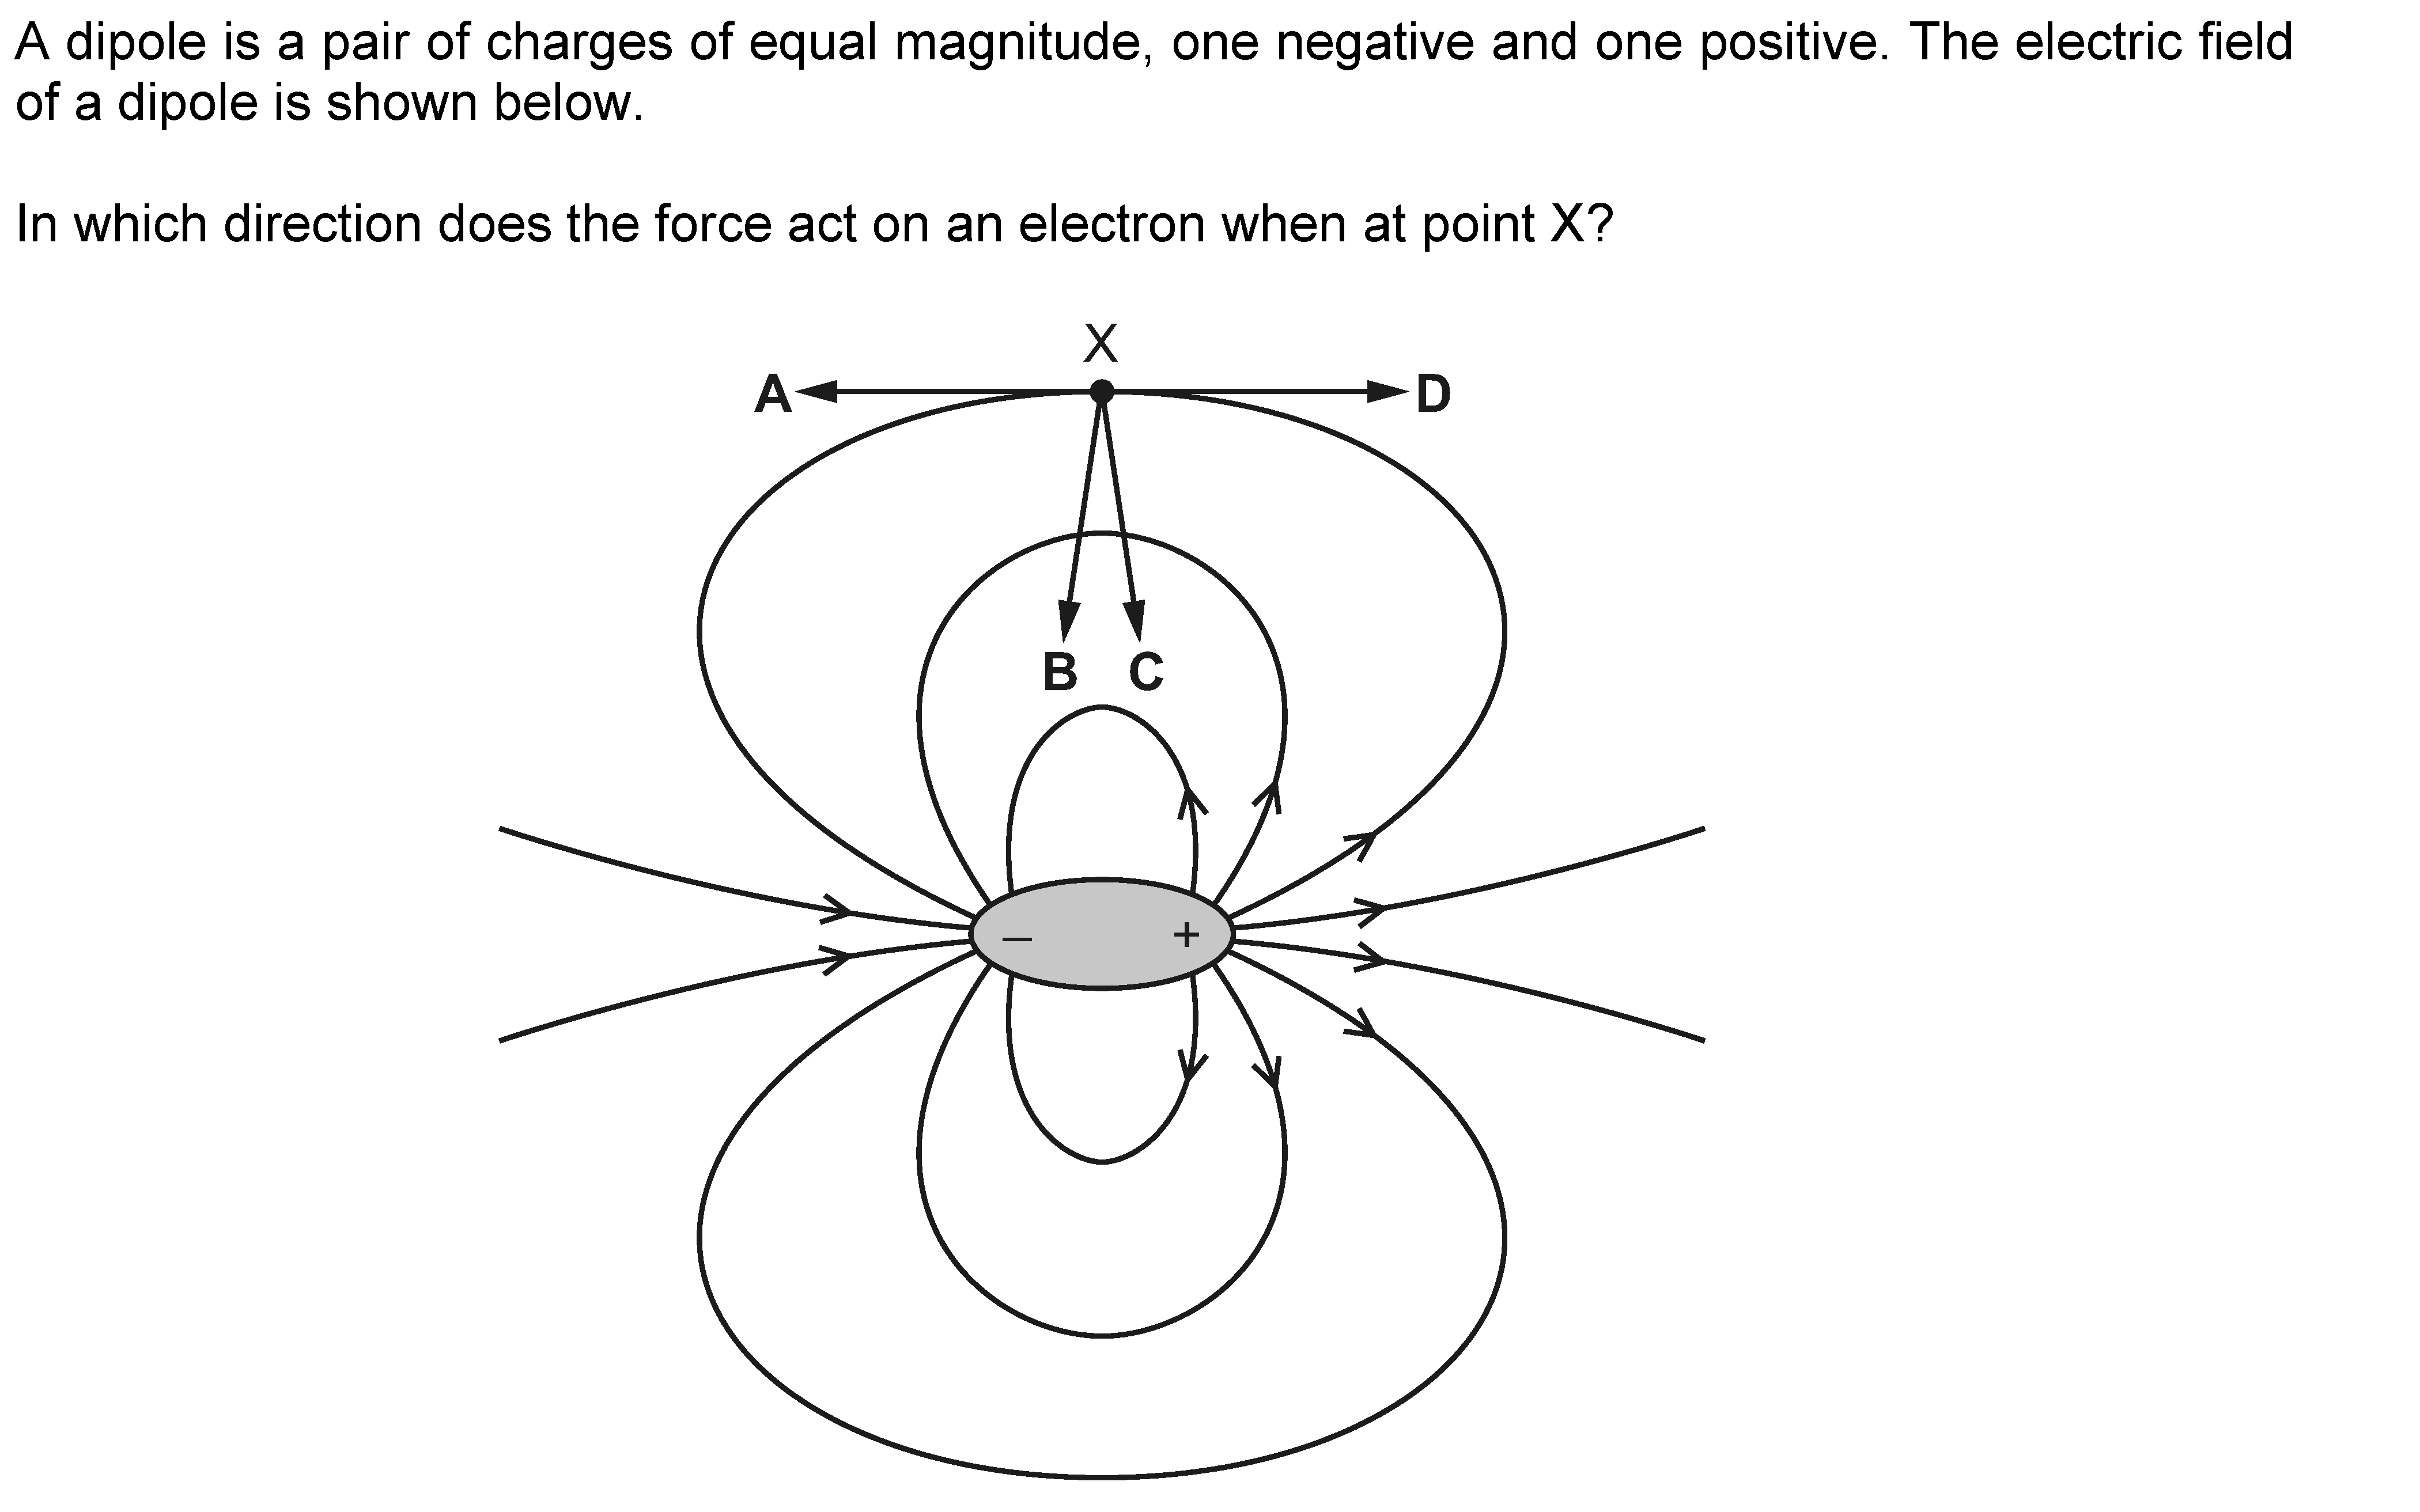 A dipole is a pair of charges of equal magnitude, one negative and one positive. The electric field
of a dipole is shown below.
In which direction does the force act on an electron when at point X?
X
A
D
B C
– +